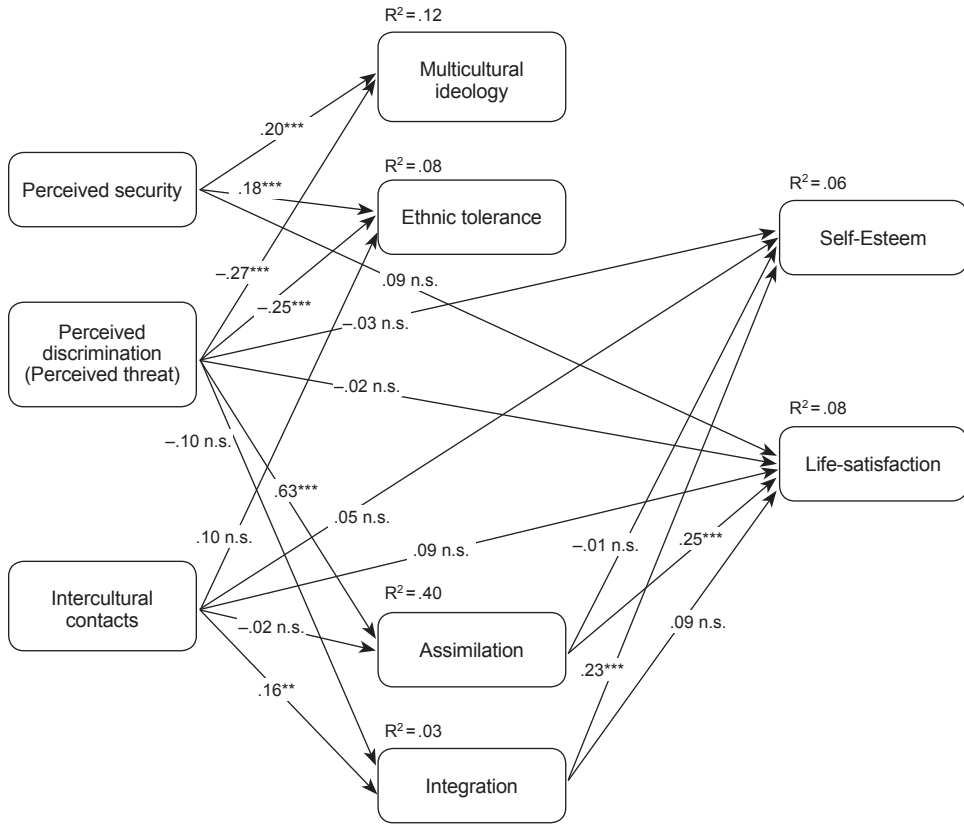 R² = .12
Multicultural
ideology
.20***
R² = .08
Perceived security
.18***
Ethnic tolerance
R² = .06
Self-Esteem
–.27***
.09 n.s.
–.25***
–.03 n.s.
Perceived
discrimination
(Perceived threat)
–.02 n.s.
R² = .08
–.10 n.s.
Life-satisfaction
.63***
.05 n.s.
.10 n.s.
–.01 n.s.
.25***
.09 n.s.
Intercultural
contacts
R² = .40
–.02 n.s.
.09 n.s.
Assimilation
.23***
.16**
R² = .03
Integration